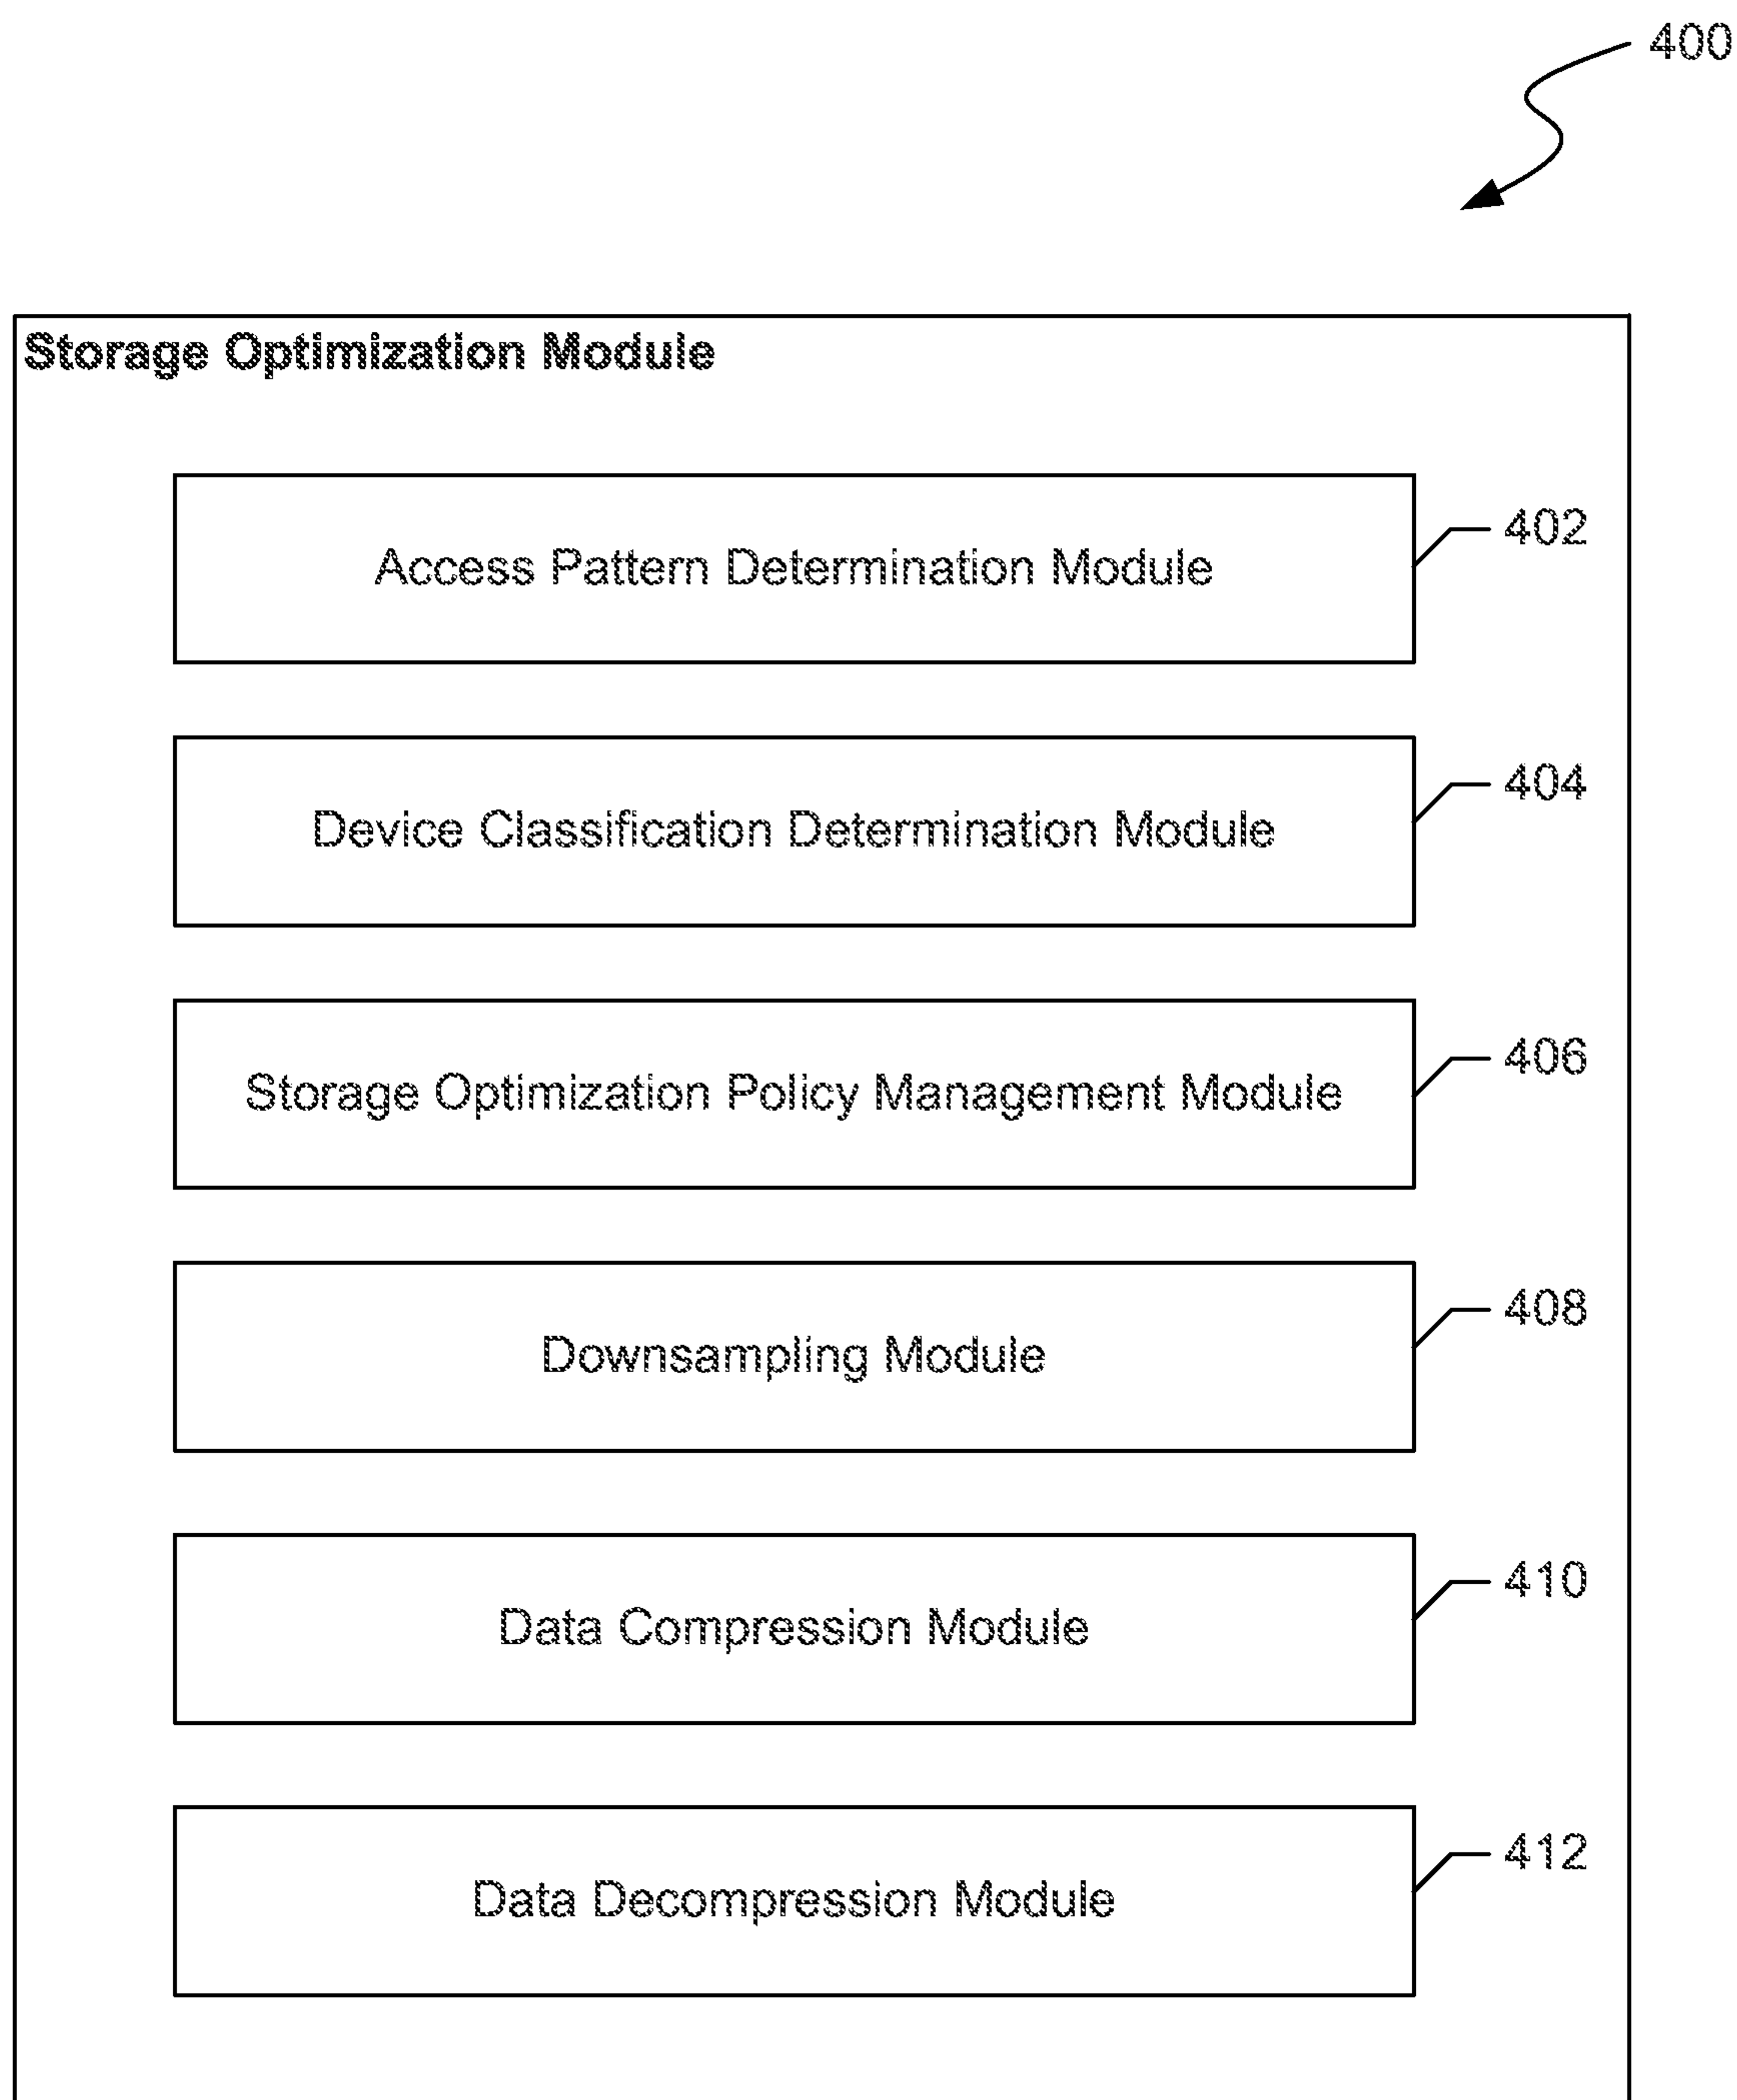 400
Storage Optimization Module
Access Pattern Determination Module
402
Device Classification Determination Module
404
Storage Optimization Policy Management Module
406
Downsampling Module
408
Data Compression Module
410
Data Decompression Module
412